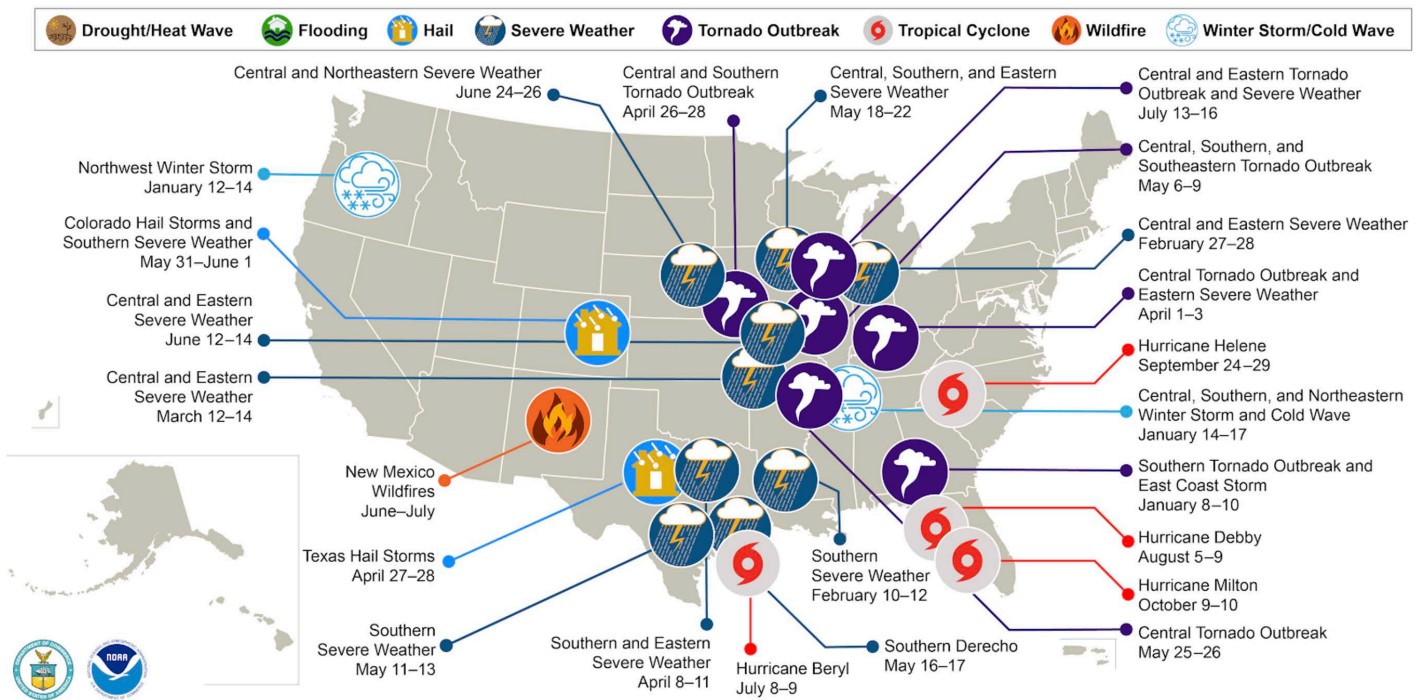 Drought/Heat Wave
Flooding
Hail
Severe Weather
Tornado Outbreak
Tropical Cyclone
Wildfire
Winter Storm/Cold Wave
Central and Northeastern Severe Weather
June 24–26
Central and Southern
Tornado Outbreak
April 26–28
Central, Southern, and Eastern
Severe Weather
May 18–22
Central and Eastern Tornado
Outbreak and Severe Weather
July 13–16
Northwest Winter Storm
January 12–14
Central, Southern, and
Southeastern Tornado Outbreak
May 6–9
Colorado Hail Storms and
Southern Severe Weather
May 31–June 1
Central and Eastern Severe Weather
February 27–28
Central and Eastern
Severe Weather
June 12–14
Central Tornado Outbreak and
Eastern Severe Weather
April 1–3
Hurricane Helene
September 24–29
Central and Eastern
Severe Weather
March 12–14
Central, Southern, and Northeastern
Winter Storm and Cold Wave
January 14–17
New Mexico
Wildfires
June–July
Southern Tornado Outbreak and
East Coast Storm
January 8–10
Texas Hail Storms
April 27–28
Southern
Severe Weather
February 10–12
Hurricane Debby
August 5–9
Hurricane Milton
October 9–10
Southern
Severe Weather
May 11–13
Southern and Eastern
Severe Weather
April 8–11
Hurricane Beryl
July 8–9
Southern Derecho
May 16–17
Central Tornado Outbreak
May 25–26
NOAA